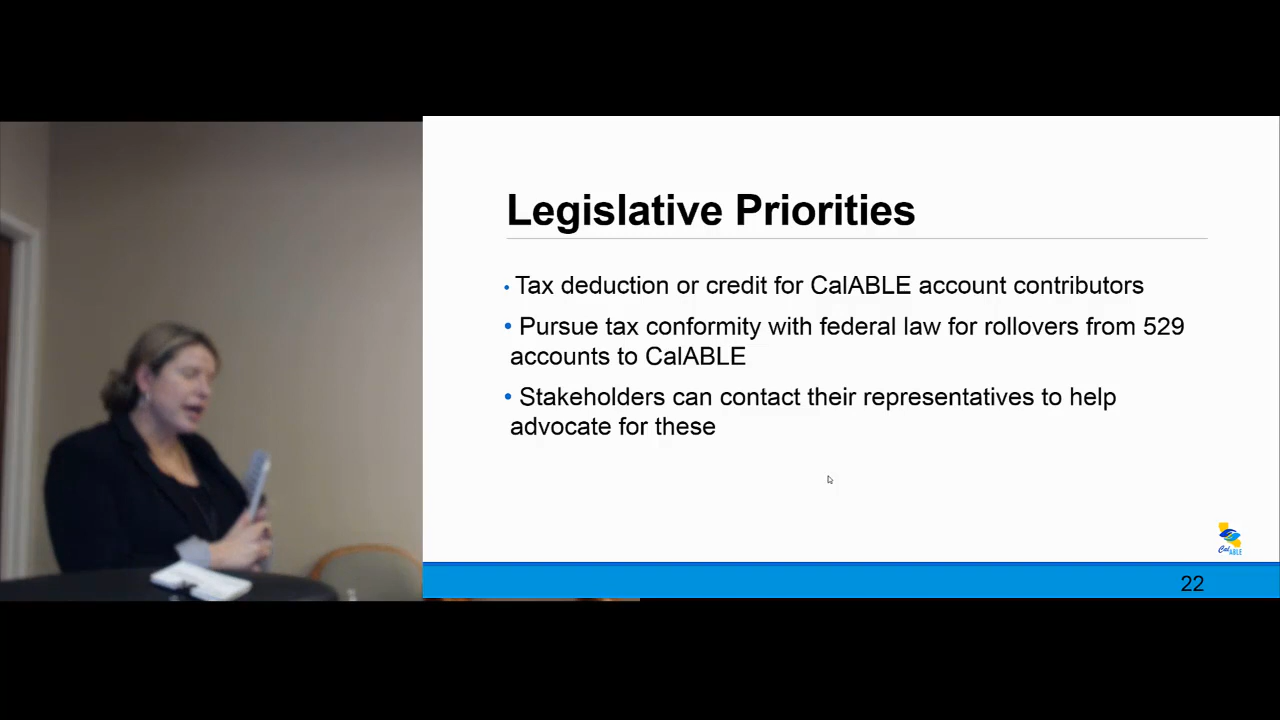 Legislative Priorities
• Tax deduction or credit for CalABLE account contributors
• Pursue tax conformity with federal law for rollovers from 529
accounts to CalABLE
• Stakeholders can contact their representatives to help
advocate for these
CalABLE
22